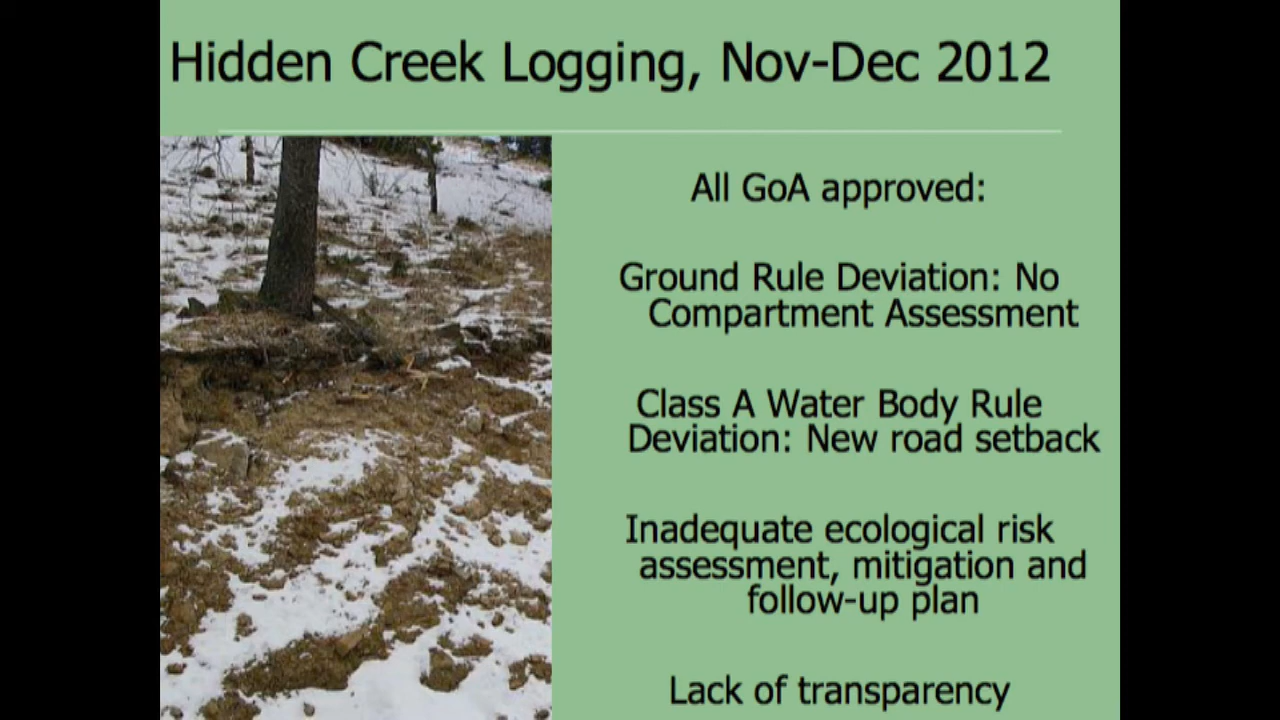 Hidden Creek Logging, Nov-Dec 2012
All GoA approved:
Ground Rule Deviation: No
Compartment Assessment
Class A Water Body Rule
Deviation: New road setback
Inadequate ecological risk
assessment, mitigation and
follow-up plan
Lack of transparency